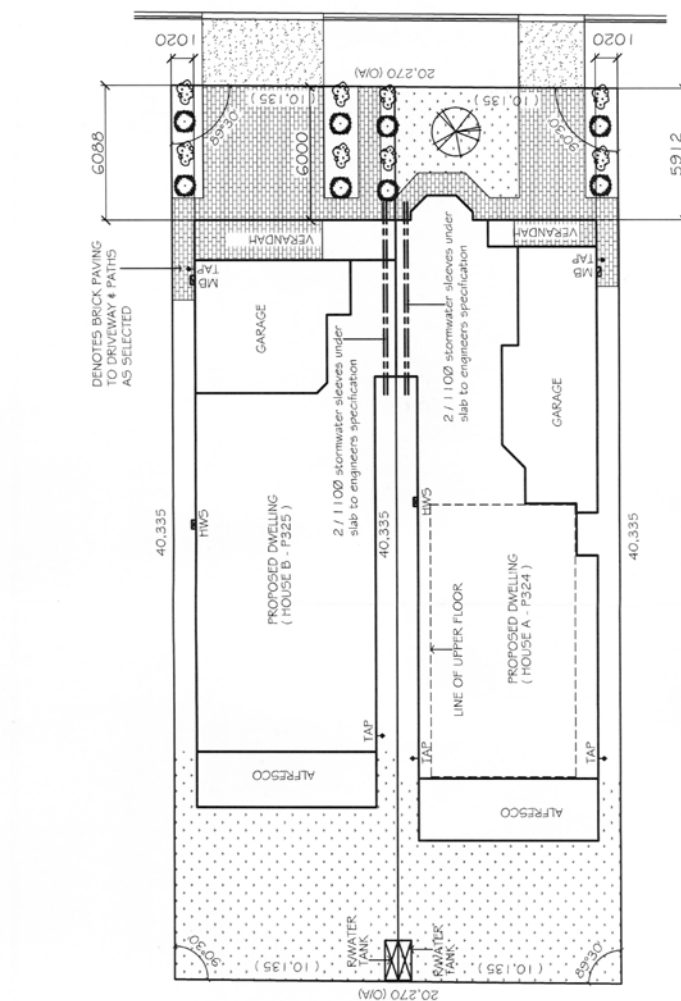 1020
20,270 (O/A)
1020
(10,135)
(10,135)
89°30'
90°30'
6088
6000
5912
VERANDAH
VERANDAH
DENOTES BRICK PAVING
TO DRIVEWAY & PATHS
AS SELECTED
TAP
MB
TAP
MB
GARAGE
2 / 110Ø stormwater sleeves under
slab to engineers specification
2 / 110Ø stormwater sleeves under
slab to engineers specification
GARAGE
40,335
HWS
PROPOSED DWELLING
( HOUSE B - P325 )
40,335
HWS
LINE OF UPPER FLOOR
PROPOSED DWELLING
( HOUSE A - P324 )
40,335
TAP
TAP
TAP
ALFRESCO
ALFRESCO
90°30'
(10,135)
R/WATER
TANK
R/WATER
TANK
(10,135)
89°30'
20,270 (O/A)